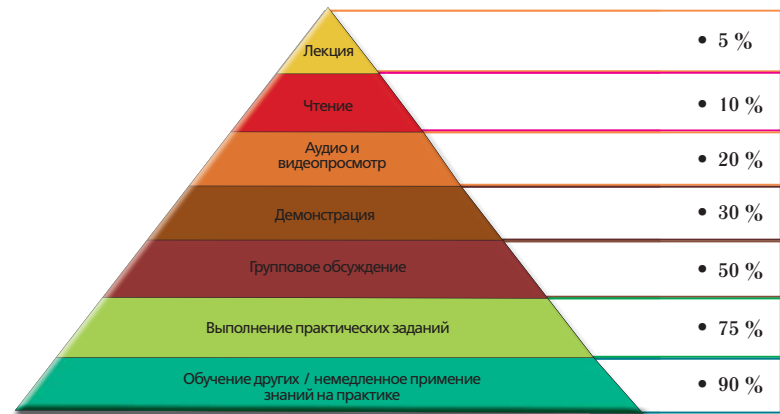 Лекция
• 5 %
Чтение
• 10 %
Аудио и
видеопросмотр
• 20 %
Демонстрация
• 30 %
Групповое обсуждение
• 50 %
Выполнение практических заданий
• 75 %
Обучение других / немедленное примение
знаний на практике
• 90 %